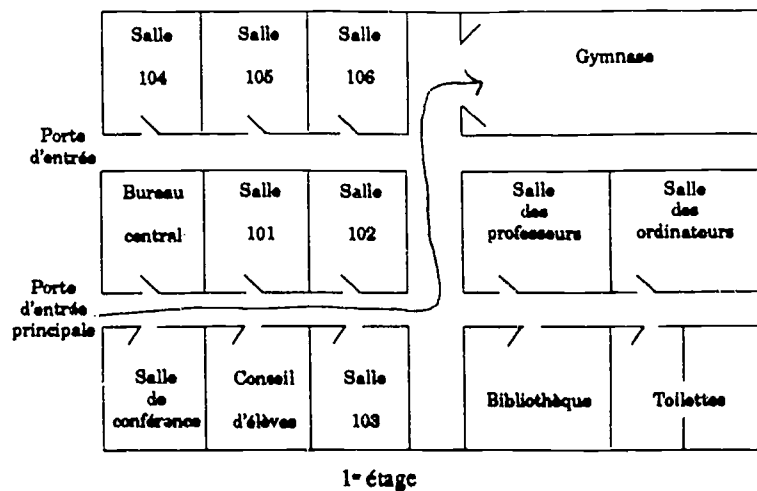 Salle
104
Salle
105
Salle
106
Gymnase
Porte
d'entrée
Bureau
central
Salle
101
Salle
102
Salle
des
professeurs
Salle
des
ordinateurs
Porte
d'entrée
principale
Salle
de
conférence
Conseil
d'élèves
Salle
103
Bibliothèque
Toilettes
1ᵉ étage